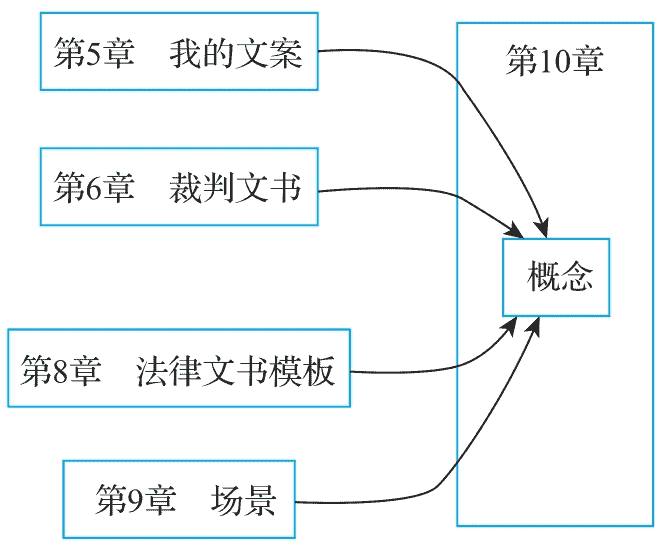 第5章 我的文案
第10章
第6章 裁判文书
概念
第8章 法律文书模板
第9章 场景